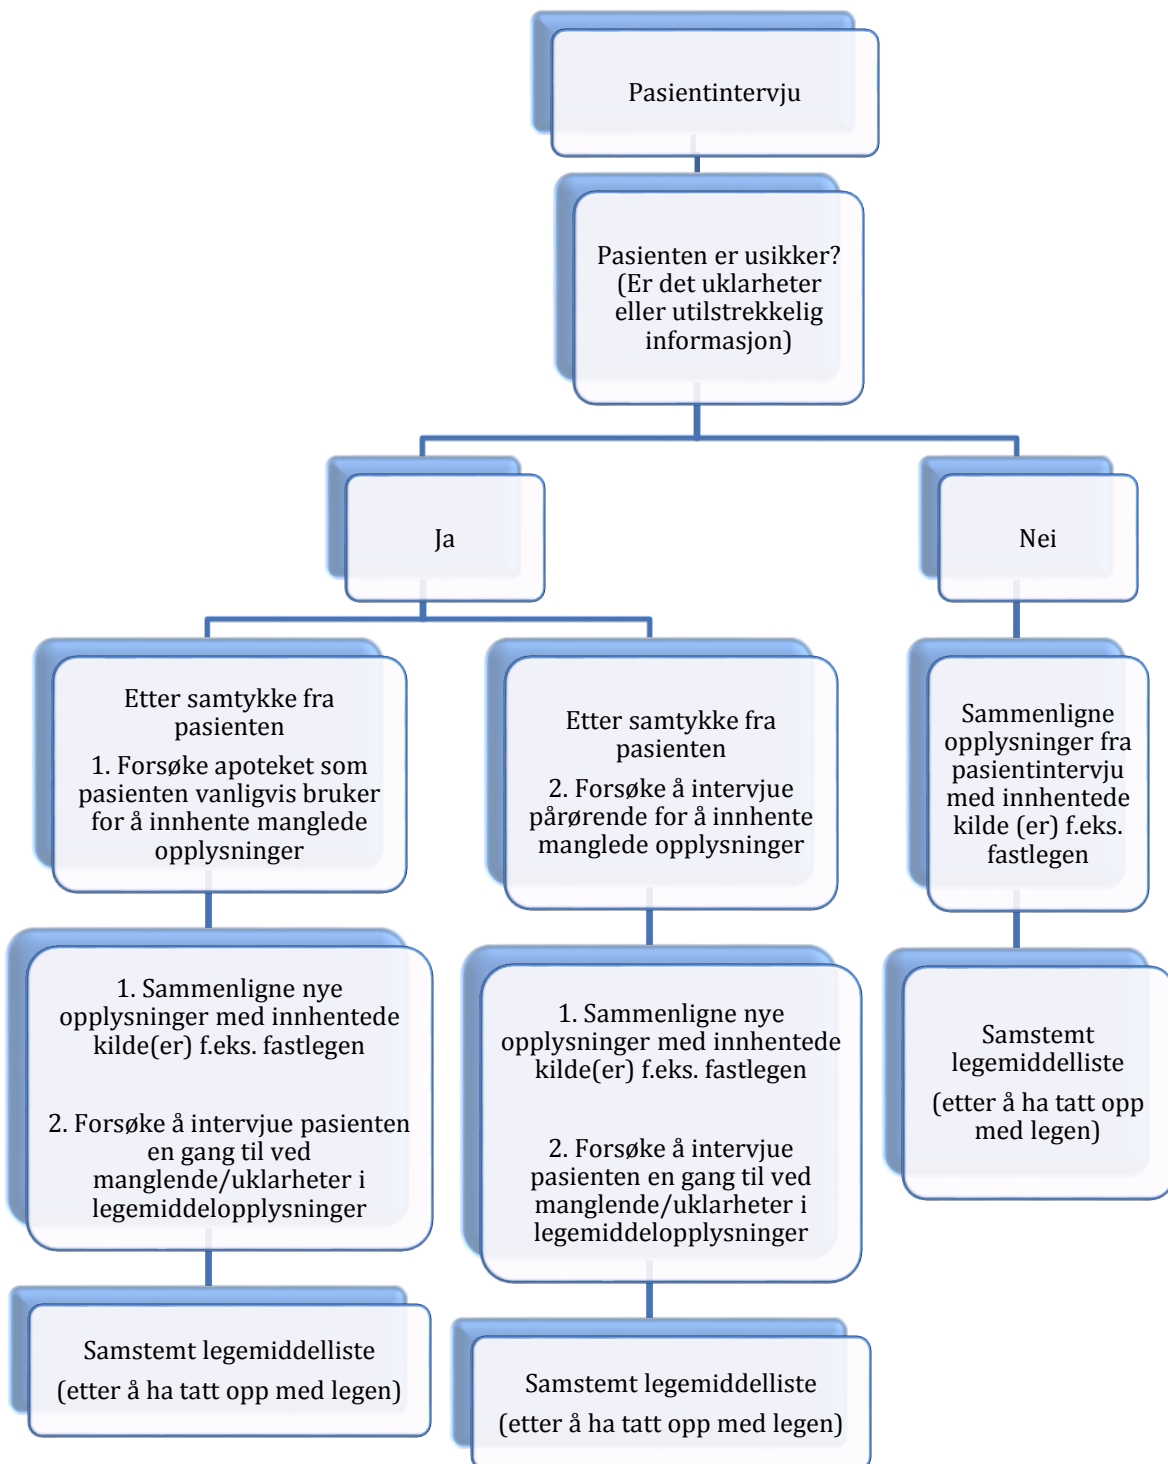 Pasientintervju
Pasienten er usikker?
(Er det uklarheter
eller utilstrekkelig
informasjon)
Ja
Nei
Etter samtykke fra
pasienten
1. Forsøke apoteket som
pasienten vanligvis bruker
for å innhente manglede
opplysninger
Etter samtykke fra
pasienten
2. Forsøke å intervjue
pårørende for å innhente
manglede opplysninger
Sammenligne
opplysninger fra
pasientintervju
med innhentede
kilde (er) f.eks.
fastlegen
1. Sammenligne nye
opplysninger med innhentede
kilde(er) f.eks. fastlegen
2. Forsøke å intervjue pasienten
en gang til ved
manglende/uklarheter i
legemiddelopplysninger
1. Sammenligne nye
opplysninger med innhentede
kilde(er) f.eks. fastlegen
2. Forsøke å intervjue
pasienten en gang til ved
manglende/uklarheter i
legemiddelopplysninger
Samstemt
legemiddelliste
(etter å ha tatt opp
med legen)
Samstemt legemiddelliste
(etter å ha tatt opp med legen)
Samstemt legemiddelliste
(etter å ha tatt opp med legen)